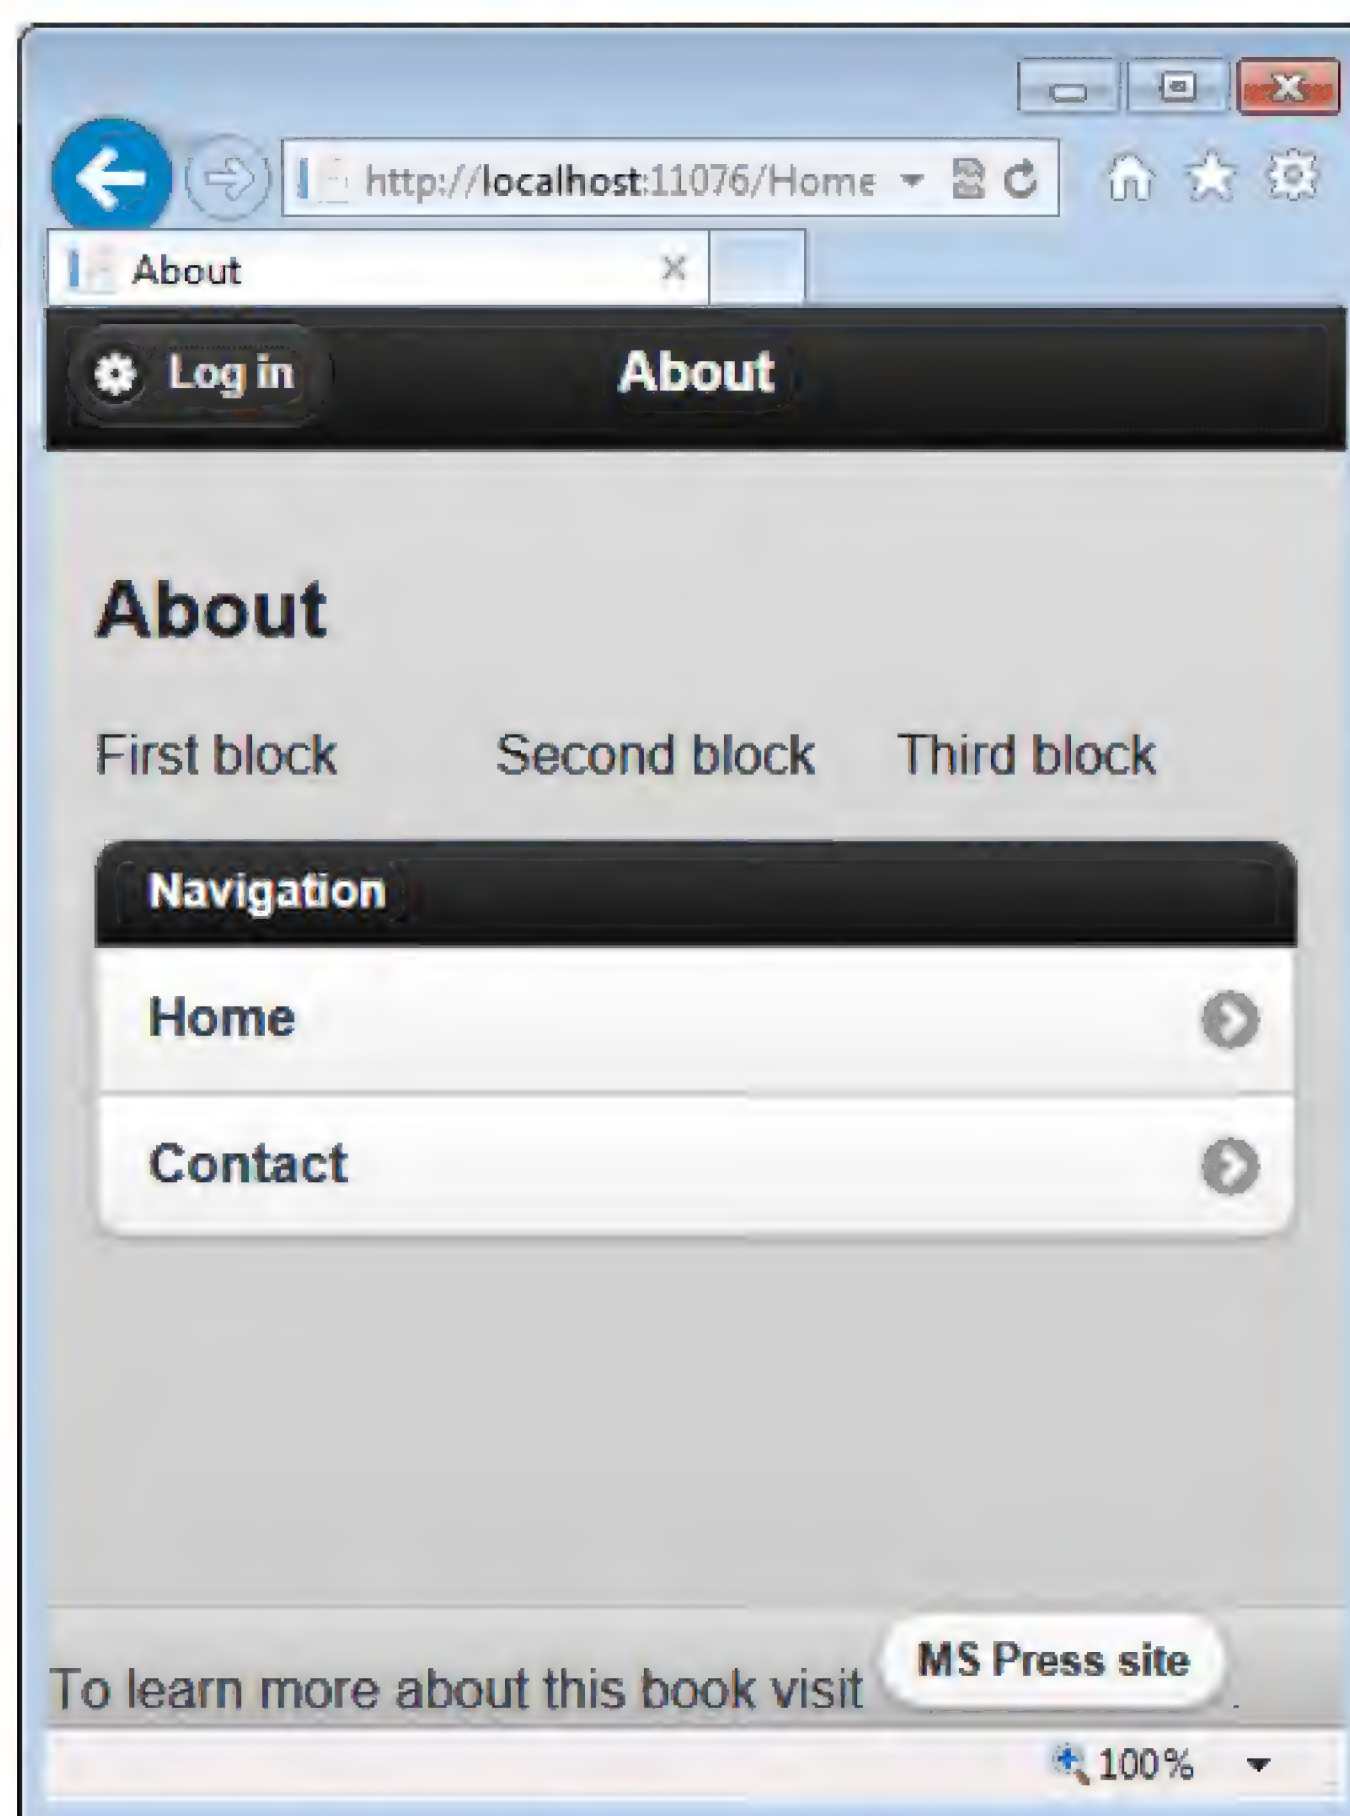 http://localhost:11076/Home
About
Log in
About
About
First block Second block Third block
Navigation
Home
Contact
To learn more about this book visit MS Press site .
100%